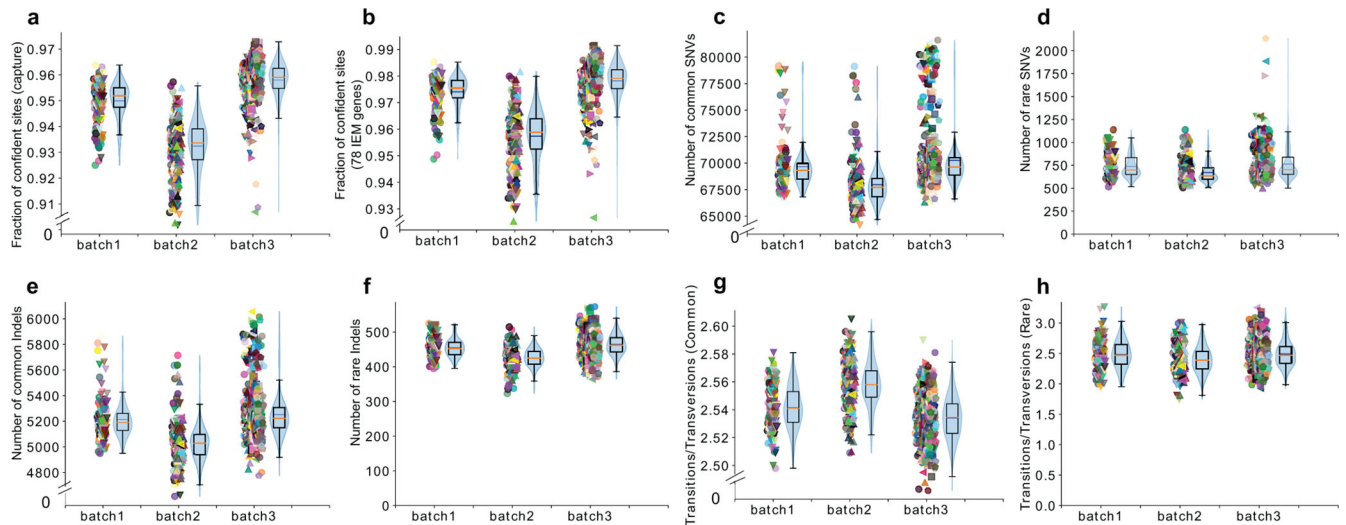 a
Fraction of confident sites (capture)
0.97
0.96
0.95
0.94
0.93
0.92
0.91
0
batch1 batch2 batch3
b
Fraction of confident sites
(78 IEM genes)
0.99
0.98
0.97
0.96
0.95
0.94
0.93
0
batch1 batch2 batch3
c
Number of common SNVs
80000
77500
75000
72500
70000
67500
65000
0
batch1 batch2 batch3
d
Number of rare SNVs
2000
1750
1500
1250
1000
750
500
250
0
batch1 batch2 batch3
e
Number of common Indels
6000
5800
5600
5400
5200
5000
4800
0
batch1 batch2 batch3
f
Number of rare Indels
500
400
300
200
100
0
batch1 batch2 batch3
g
Transitions/Transversions (Common)
2.60
2.58
2.56
2.54
2.52
2.50
0
batch1 batch2 batch3
h
Transitions/Transversions (Rare)
3.0
2.5
2.0
1.5
1.0
0.5
0.0
batch1 batch2 batch3